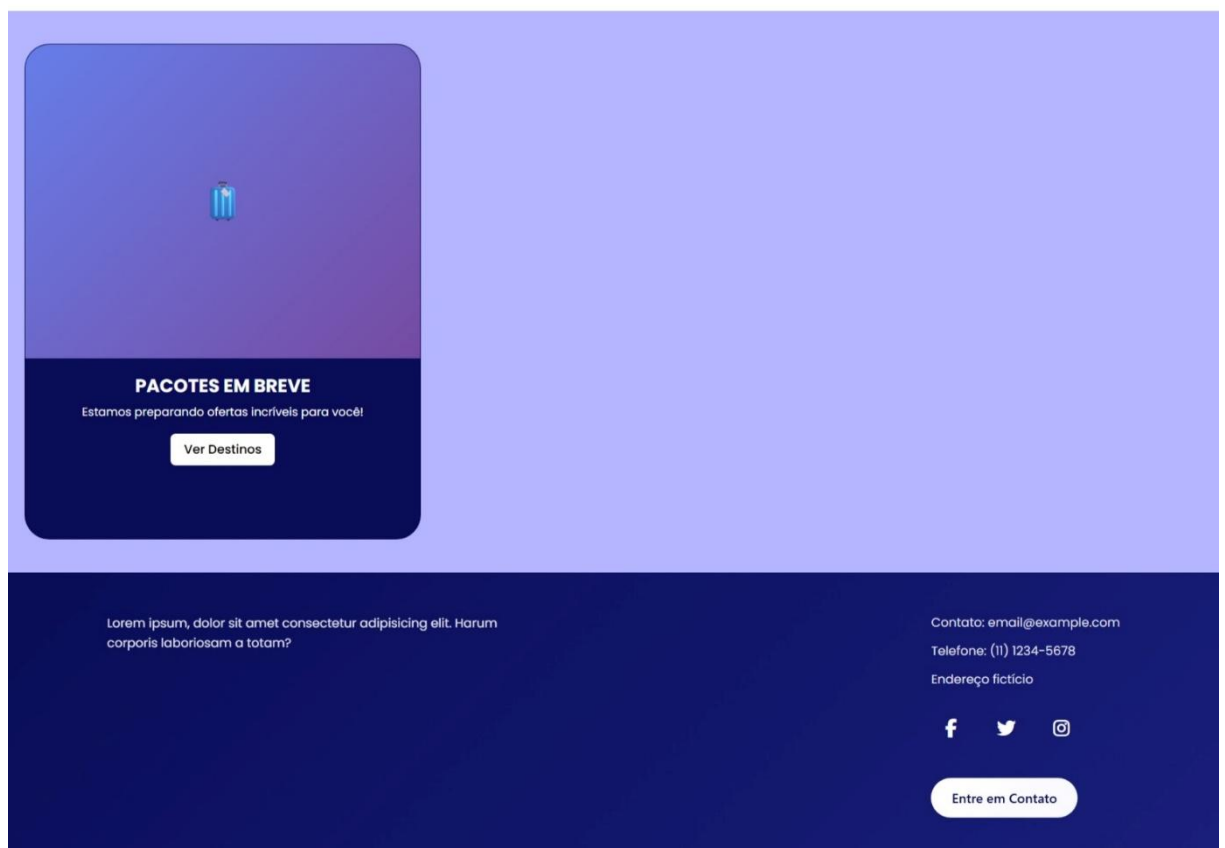 PACOTES EM BREVE
Estamos preparando ofertas incríveis para você!
Ver Destinos
Lorem ipsum, dolor sit amet consectetur adipisicing elit. Harum
corporis laboriosam a totam?
Contato: email@example.com
Telefone: (11) 1234-5678
Endereço fictício
Entre em Contato